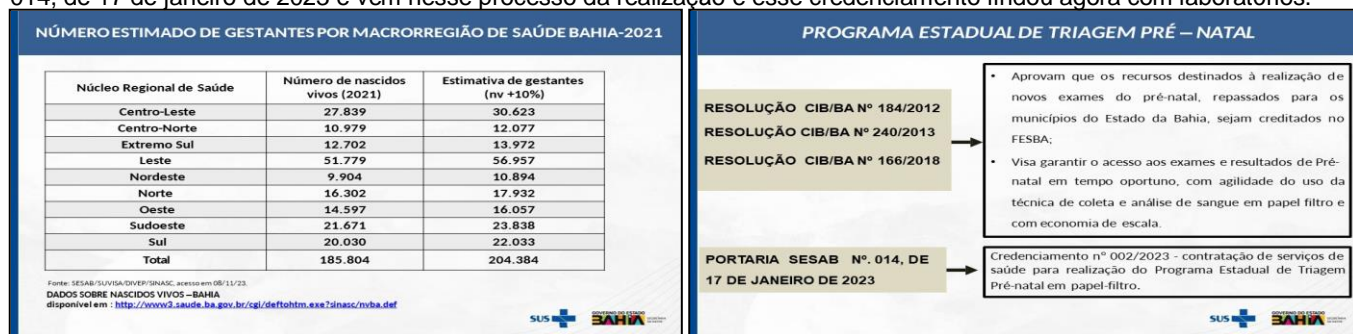 014, de 17 de janeiro de 2023 e vem nesse processo da realização e esse credenciamento findou agora com laboratórios.
NÚMERO ESTIMADO DE GESTANTES POR MACRORREGIÃO DE SAÚDE BAHIA-2021
Núcleo Regional de Saúde Número de nascidos vivos (2021) Estimativa de gestantes (nv +10%)
Centro-Leste 27.839 30.623
Centro-Norte 10.979 12.077
Extremo Sul 12.702 13.972
Leste 51.779 56.957
Nordeste 9.904 10.894
Norte 16.302 17.932
Oeste 14.597 16.057
Sudoeste 21.671 23.838
Sul 20.030 22.033
Total 185.804 204.384
Fonte: SESAB/SUVISA/DIVEP/SINASC, acesso em 08/11/23.
DADOS SOBRE NASCIDOS VIVOS – BAHIA
disponível em : http://www3.saude.ba.gov.br/cgi/deftohtm.exe?sinasc/nvba.def
SUS
GOVERNO DO ESTADO
BAHIA
PROGRAMA ESTADUAL DE TRIAGEM PRÉ – NATAL
RESOLUÇÃO CIB/BA Nº 184/2012
RESOLUÇÃO CIB/BA Nº 240/2013
RESOLUÇÃO CIB/BA Nº 166/2018
• Aprovam que os recursos destinados à realização de
novos exames do pré-natal, repassados para os
municípios do Estado da Bahia, sejam creditados no
FESBA;
• Visa garantir o acesso aos exames e resultados de Pré-
natal em tempo oportuno, com agilidade do uso da
técnica de coleta e análise de sangue em papel filtro e
com economia de escala.
PORTARIA SESAB Nº. 014, DE
17 DE JANEIRO DE 2023
Credenciamento nº 002/2023 - contratação de serviços de
saúde para realização do Programa Estadual de Triagem
Pré-natal em papel-filtro.
SUS
GOVERNO DO ESTADO
BAHIA